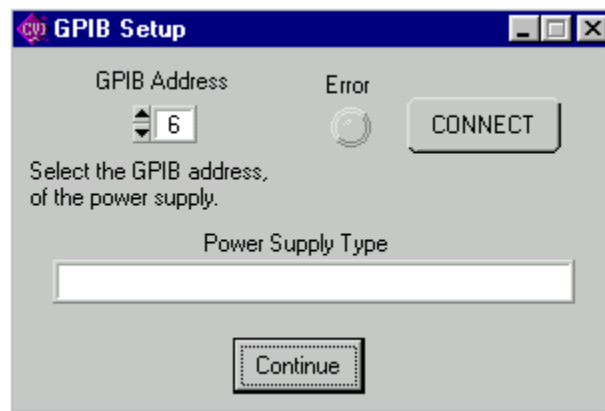 CVI GPIB Setup
GPIB Address
Error
6
CONNECT
Select the GPIB address,
of the power supply.
Power Supply Type
Continue